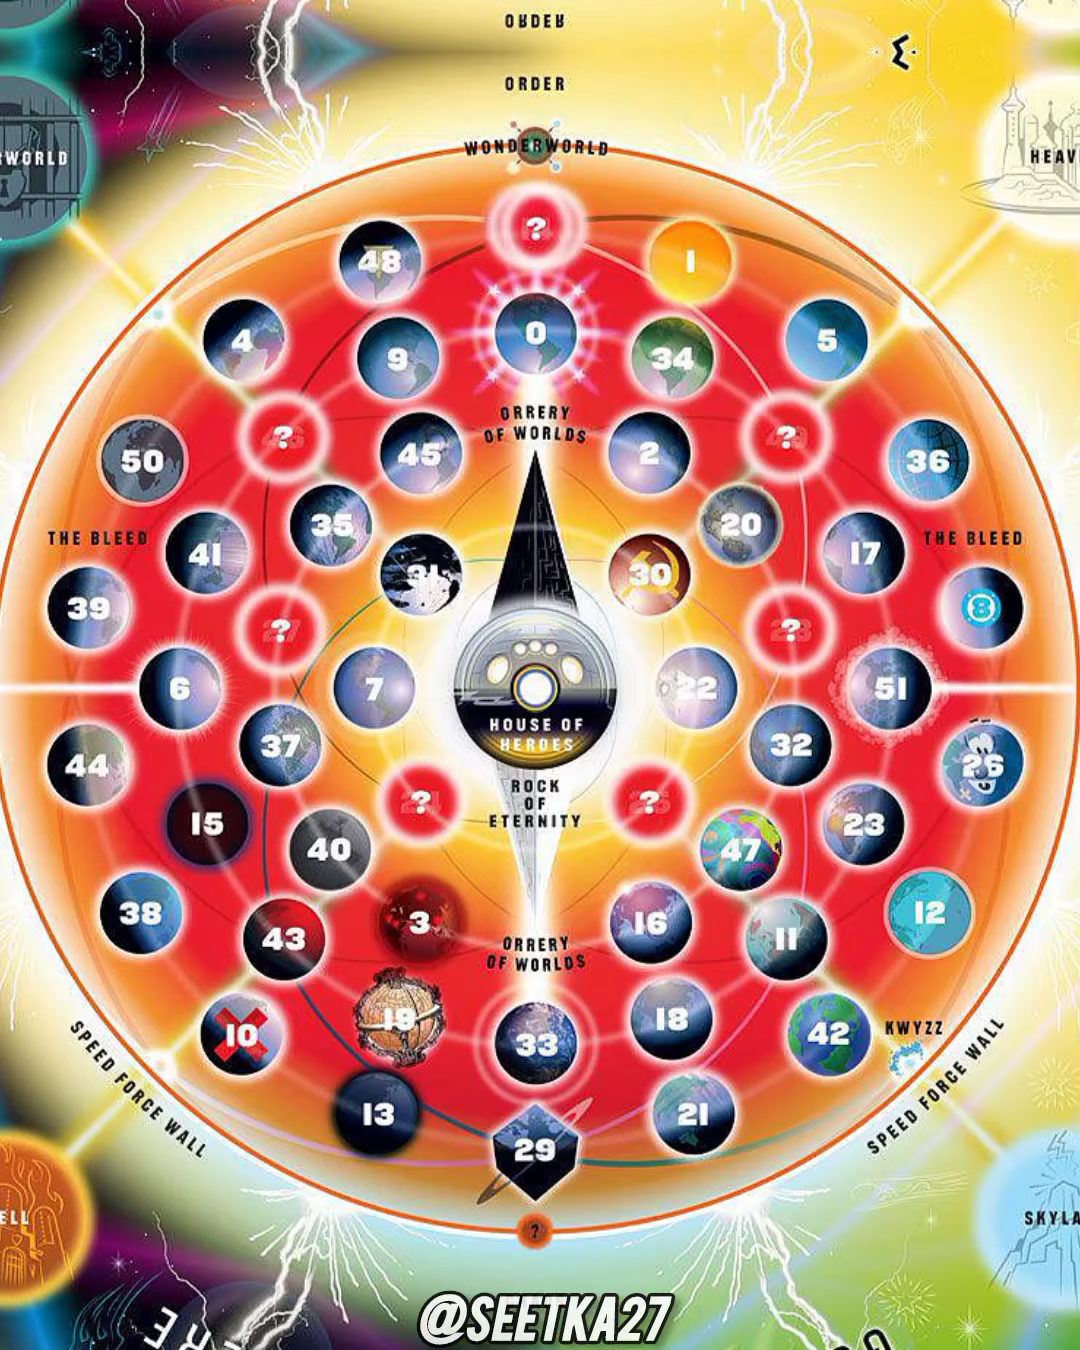 ORDER
ORDER
WONDERWORLD
RWORLD
HEAV
?
48
1
4
9
0
34
5
ORRERY
OF WORLDS
?
?
50
45
2
36
35
20
THE BLEED
THE BLEED
41
17
31
30
39
8
?
?
6
7
22
51
HOUSE OF
HEROES
37
32
44
26
ROCK
OF
ETERNITY
?
?
15
23
40
47
38
3
16
12
43
11
ORRERY
OF WORLDS
10
19
18
42
KWYZZ
33
SPEED FORCE WALL
SPEED FORCE WALL
13
21
29
ELL
SKYLA
?
ERE
@SEETKA27